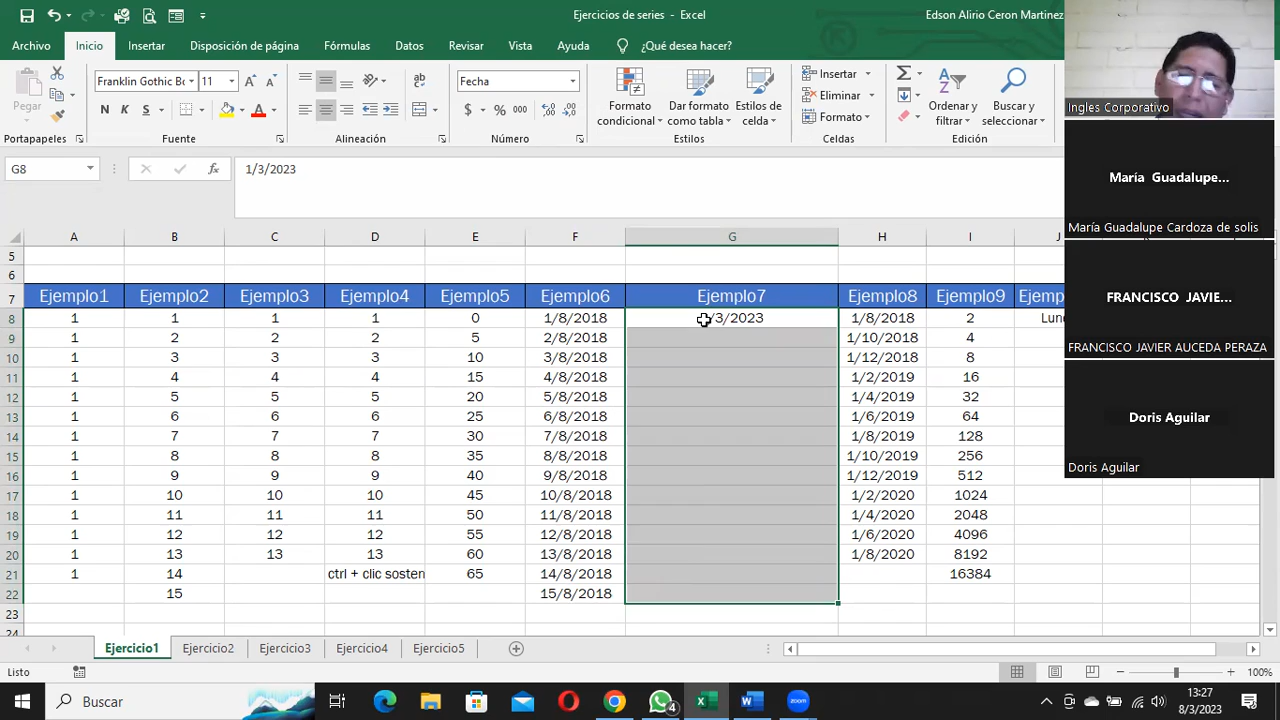 Ejercicios de series - Excel
Edson Alirio Ceron Martinez
Archivo Inicio Insertar Disposición de página Fórmulas Datos Revisar Vista Ayuda ¿Qué desea hacer?
Pegar
Franklin Gothic B 11
N K S
Fecha
$ % 000
Formato condicional
Dar formato como tabla
Estilos de celda
Insertar
Eliminar
Formato
Ordenar y filtrar
Buscar y seleccionar
Portapapeles Fuente Alineación Número Estilos Celdas Edición
G8 fx 1/3/2023
A B C D E F G H I J
5
6
7 Ejemplo1 Ejemplo2 Ejemplo3 Ejemplo4 Ejemplo5 Ejemplo6 Ejemplo7 Ejemplo8 Ejemplo9 Ejemp
8 1 1 1 1 0 1/8/2018 /3/2023 1/8/2018 2 Lun
9 1 2 2 2 5 2/8/2018 1/10/2018 4
10 1 3 3 3 10 3/8/2018 1/12/2018 8
11 1 4 4 4 15 4/8/2018 1/2/2019 16
12 1 5 5 5 20 5/8/2018 1/4/2019 32
13 1 6 6 6 25 6/8/2018 1/6/2019 64
14 1 7 7 7 30 7/8/2018 1/8/2019 128
15 1 8 8 8 35 8/8/2018 1/10/2019 256
16 1 9 9 9 40 9/8/2018 1/12/2019 512
17 1 10 10 10 45 10/8/2018 1/2/2020 1024
18 1 11 11 11 50 11/8/2018 1/4/2020 2048
19 1 12 12 12 55 12/8/2018 1/6/2020 4096
20 1 13 13 13 60 13/8/2018 1/8/2020 8192
21 1 14 ctrl + clic sosten 65 14/8/2018 16384
22 15 15/8/2018
23
24
Ejercicio1 Ejercicio2 Ejercicio3 Ejercicio4 Ejercicio5
Listo
100%
Buscar
4
13:27
8/3/2023
Ingles Corporativo
María Guadalupe...
María Guadalupe Cardoza de solis
FRANCISCO JAVIE...
FRANCISCO JAVIER AUCEDA PERAZA
Doris Aguilar
Doris Aguilar